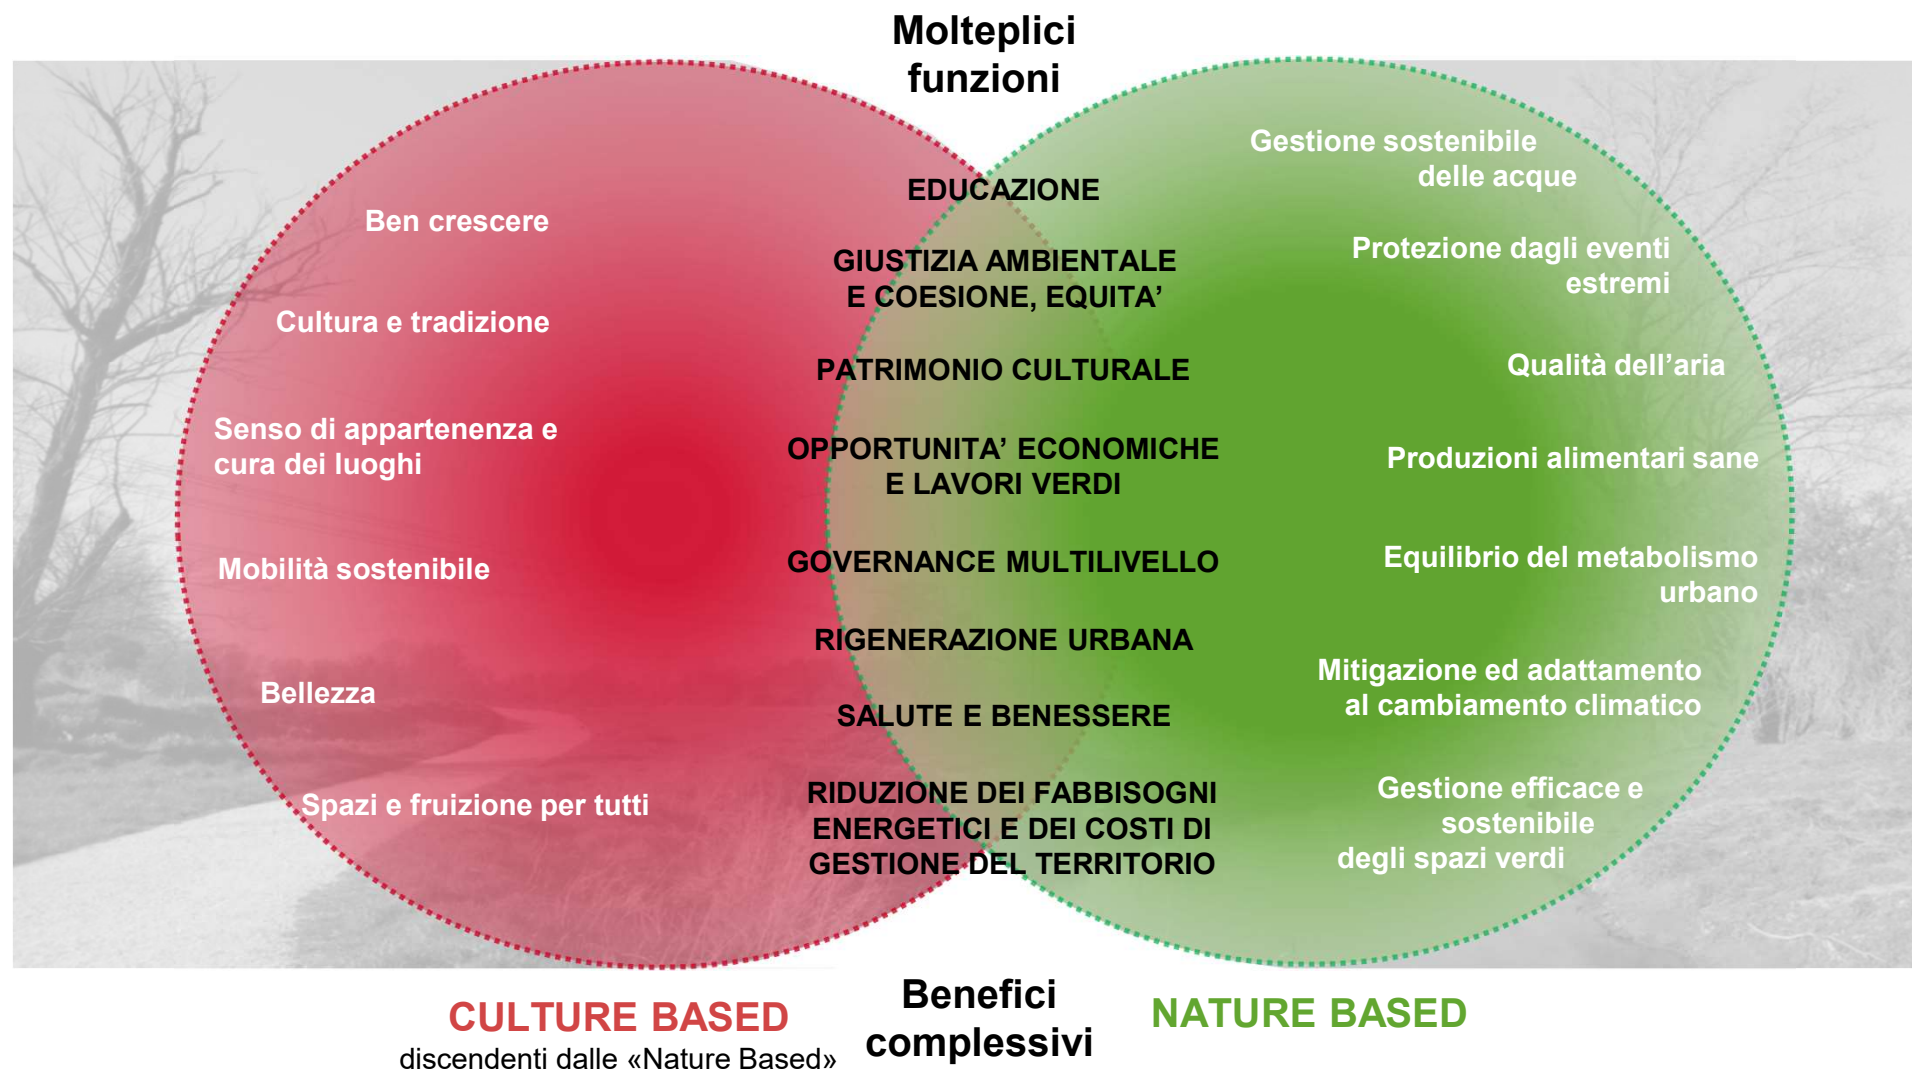 Molteplici
funzioni
Ben crescere
Cultura e tradizione
Senso di appartenenza e
cura dei luoghi
Mobilità sostenibile
Bellezza
Spazi e fruizione per tutti
EDUCAZIONE
GIUSTIZIA AMBIENTALE
E COESIONE, EQUITA’
PATRIMONIO CULTURALE
OPPORTUNITA’ ECONOMICHE
E LAVORI VERDI
GOVERNANCE MULTILIVELLO
RIGENERAZIONE URBANA
SALUTE E BENESSERE
RIDUZIONE DEI FABBISOGNI
ENERGETICI E DEI COSTI DI
GESTIONE DEL TERRITORIO
Gestione sostenibile
delle acque
Protezione dagli eventi
estremi
Qualità dell’aria
Produzioni alimentari sane
Equilibrio del metabolismo
urbano
Mitigazione ed adattamento
al cambiamento climatico
Gestione efficace e
sostenibile
degli spazi verdi
CULTURE BASED
discendenti dalle «Nature Based»
Benefici
complessivi
NATURE BASED